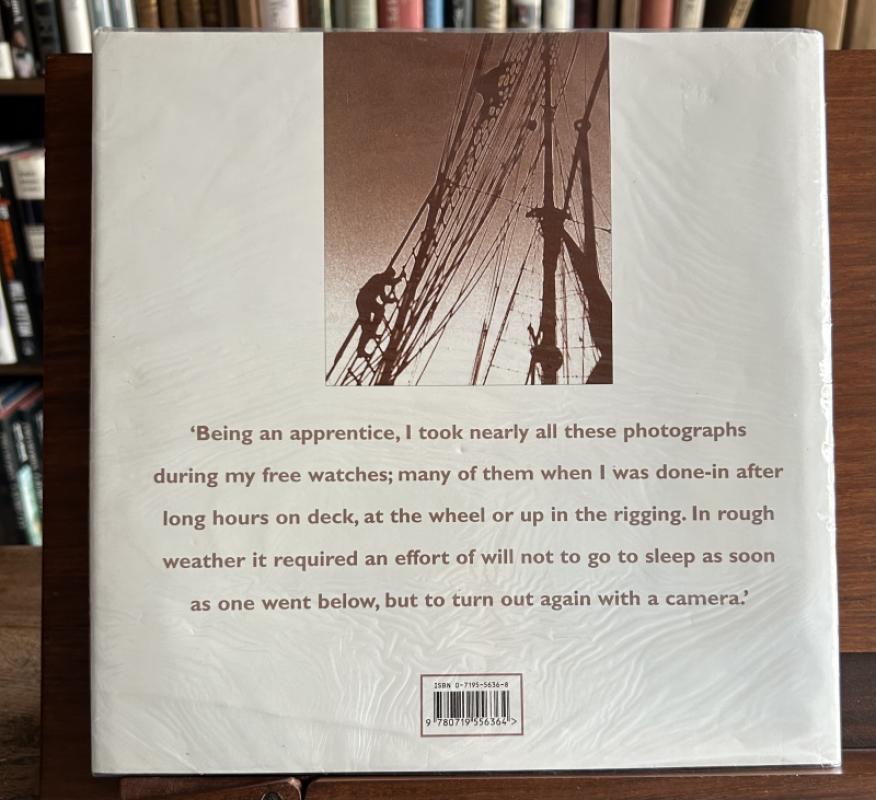 ‘Being an apprentice, I took nearly all these photographs
during my free watches; many of them when I was done-in after
long hours on deck, at the wheel or up in the rigging. In rough
weather it required an effort of will not to go to sleep as soon
as one went below, but to turn out again with a camera.’
ISBN 0-7195-5636-8
9 780719 556364 >